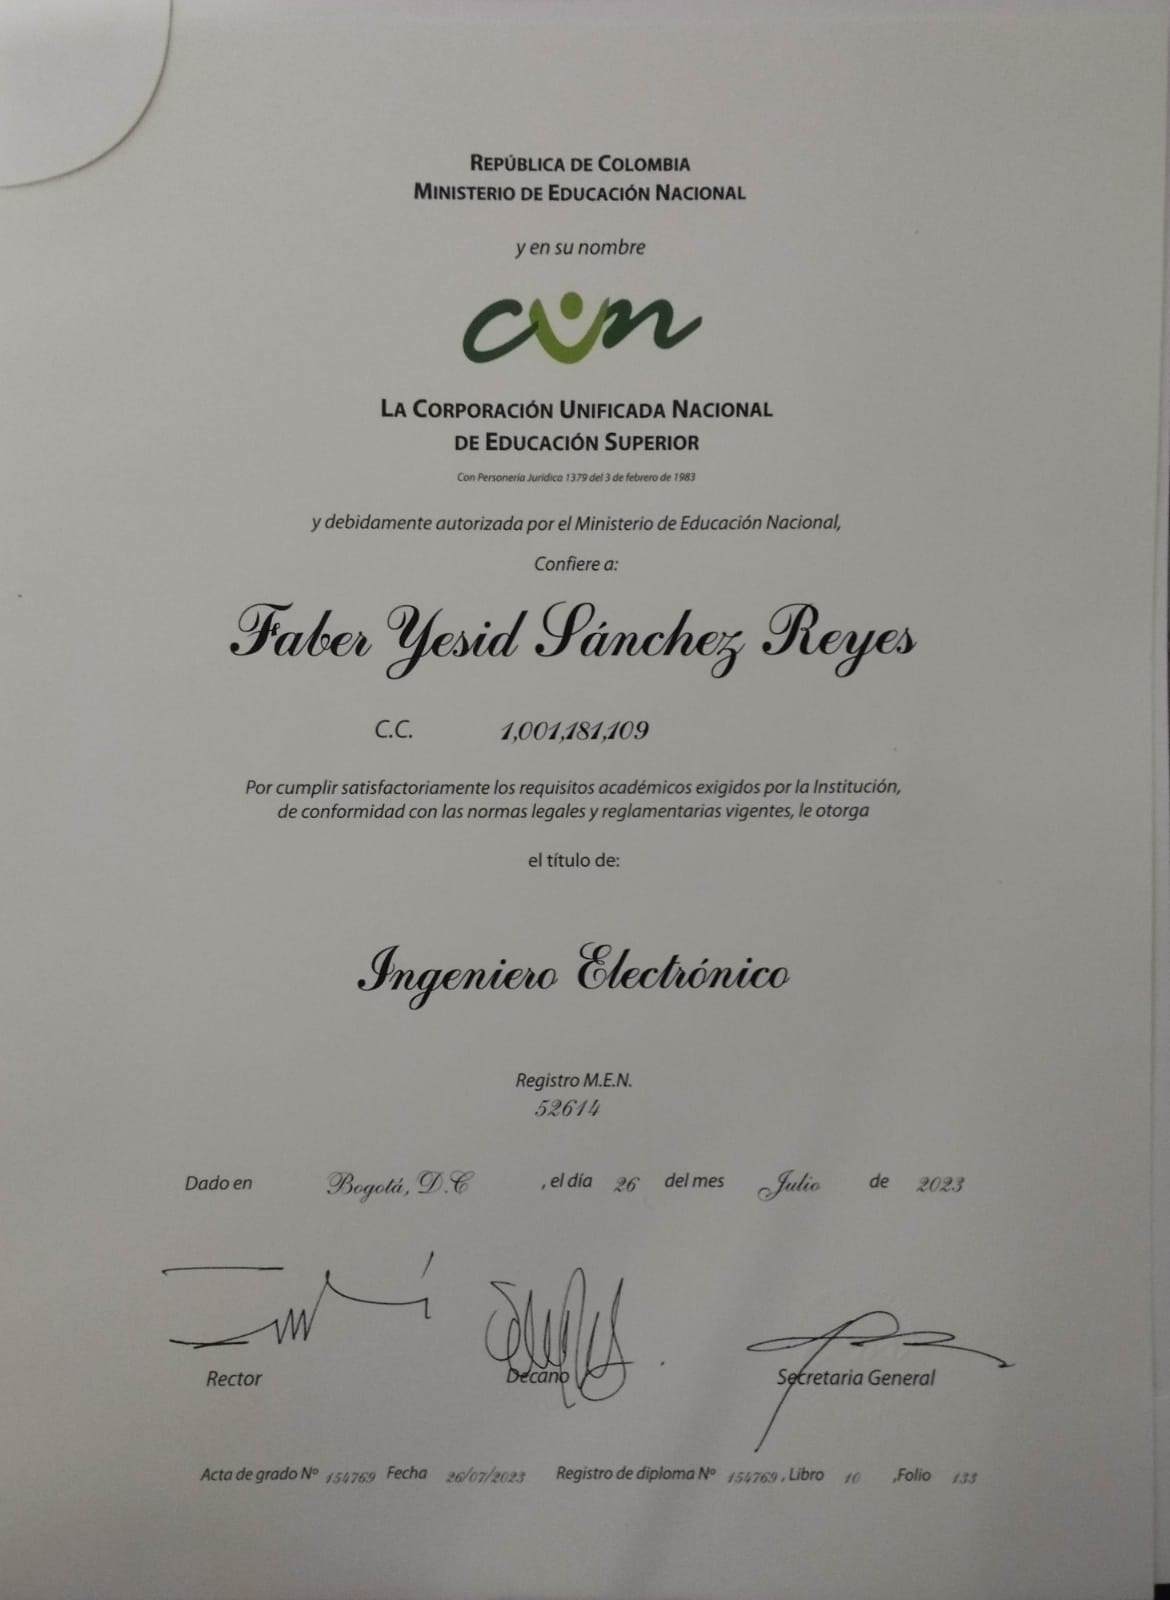 REPÚBLICA DE COLOMBIA
MINISTERIO DE EDUCACIÓN NACIONAL
y en su nombre
cun
LA CORPORACIÓN UNIFICADA NACIONAL
DE EDUCACIÓN SUPERIOR
Con Personería Jurídica 1379 del 3 de febrero de 1983
y debidamente autorizada por el Ministerio de Educación Nacional,
Confiere a:
Faber Yesid Sánchez Reyes
C.C. 1,001,181,109
Por cumplir satisfactoriamente los requisitos académicos exigidos por la Institución,
de conformidad con las normas legales y reglamentarias vigentes, le otorga
el título de:
Ingeniero Electrónico
Registro M.E.N.
52614
Dado en Bogotá, D.C , el día 26 del mes Julio de 2023
Rector Decano Secretaria General
Acta de grado Nº 154769 Fecha 26/07/2023 Registro de diploma Nº 154769 , Libro 10 ,Folio 133